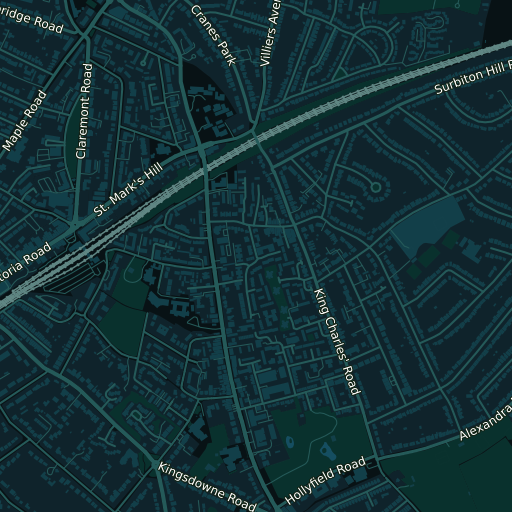 ridge Road
Cranes Park
Villiers Ave
Surbiton Hill R
Maple Road
Claremont Road
St. Mark's Hill
toria Road
King Charles' Road
Alexandra
Kingsdowne Road
Hollyfield Road